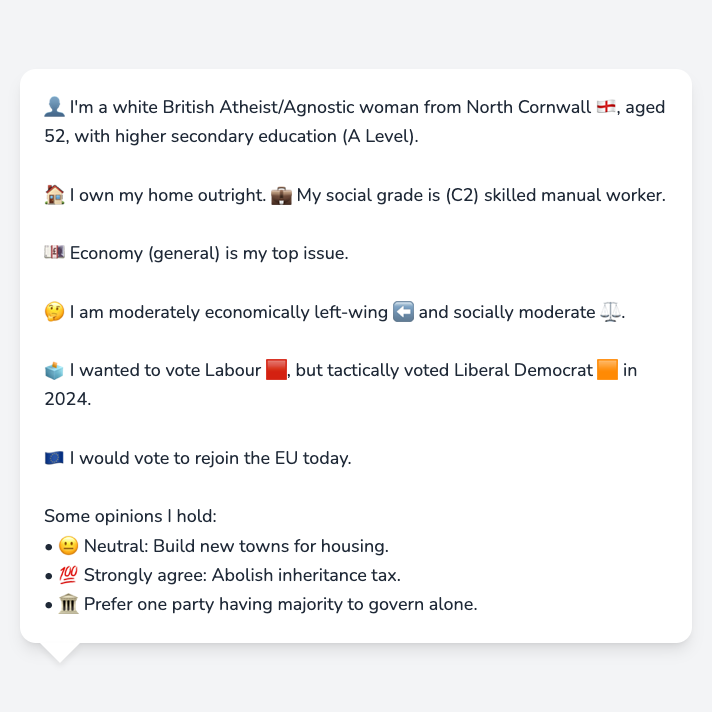 👤 I'm a white British Atheist/Agnostic woman from North Cornwall 🏴󠁧󠁢󠁥󠁮󠁧󠁿, aged
52, with higher secondary education (A Level).
🏠 I own my home outright. 💼 My social grade is (C2) skilled manual worker.
💷 Economy (general) is my top issue.
🤔 I am moderately economically left-wing ⬅️ and socially moderate ⚖️.
🗳️ I wanted to vote Labour 🟥, but tactically voted Liberal Democrat 🟧 in
2024.
🇪🇺 I would vote to rejoin the EU today.
Some opinions I hold:
• 😐 Neutral: Build new towns for housing.
• 💯 Strongly agree: Abolish inheritance tax.
• 🏛️ Prefer one party having majority to govern alone.